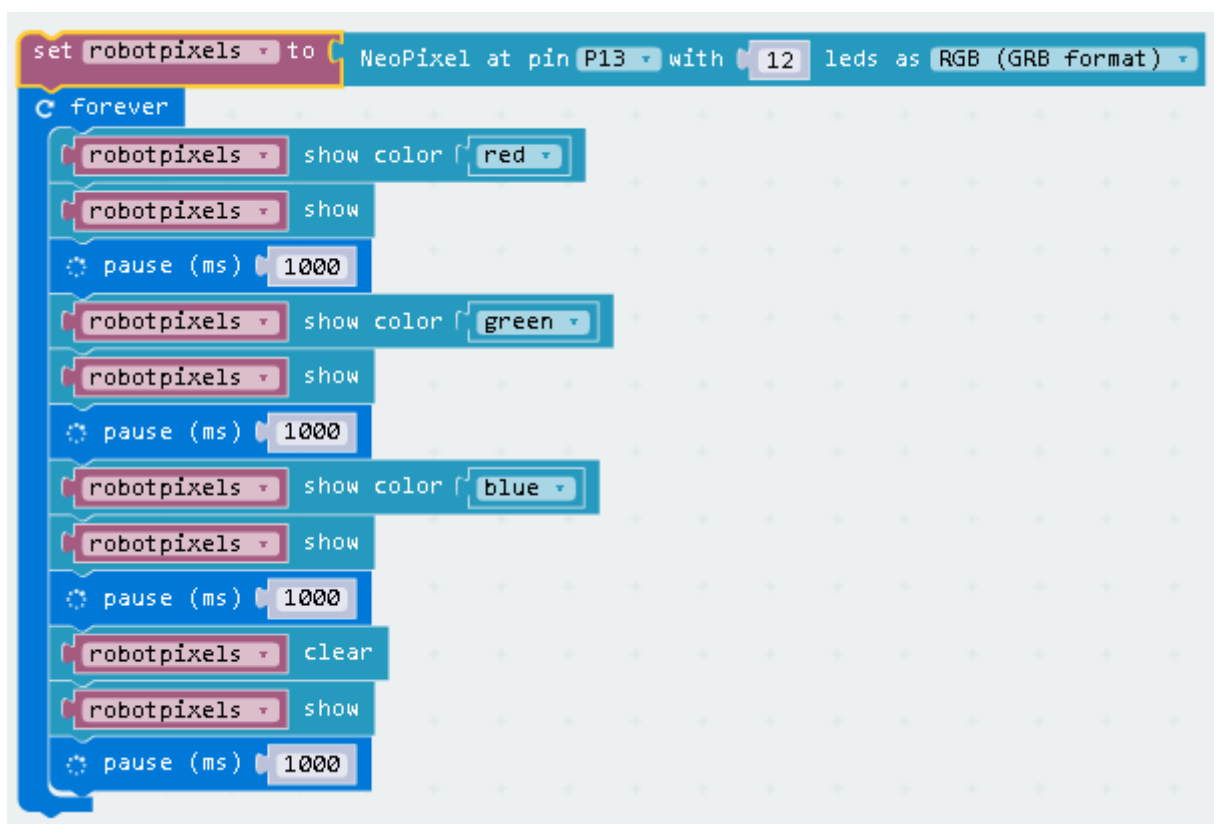 set robotpixels to NeoPixel at pin P13 with 12 leds as RGB (GRB format)
forever
robotpixels show color red
robotpixels show
pause (ms) 1000
robotpixels show color green
robotpixels show
pause (ms) 1000
robotpixels show color blue
robotpixels show
pause (ms) 1000
robotpixels clear
robotpixels show
pause (ms) 1000